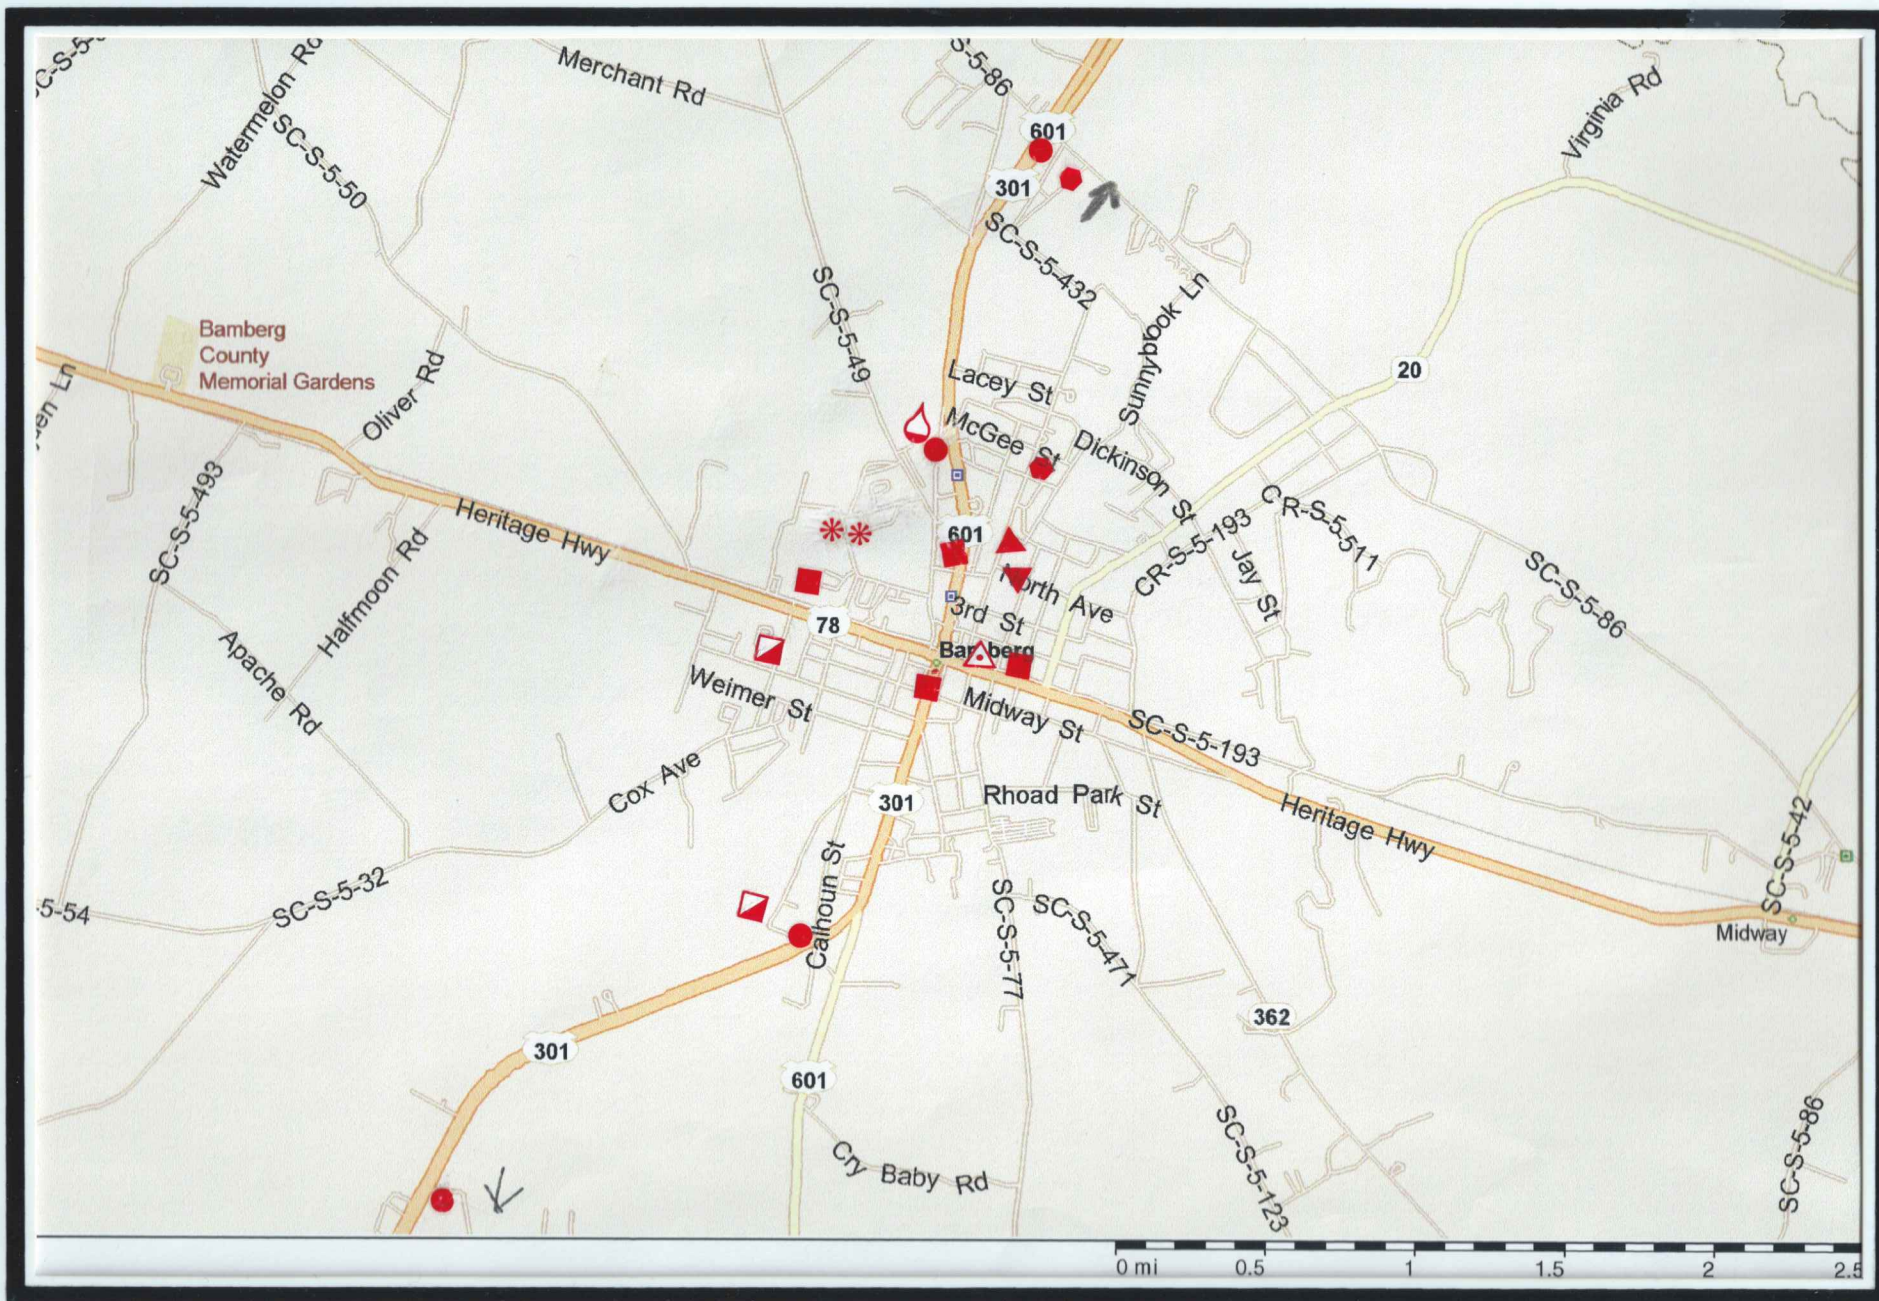 Merchant Rd
S-5-86
Watermelon Rd
SC-S-5-50
601
301
Virginia Rd
SC-S-5-432
SC-S-5-49
Sunnybrook Ln
Bamberg
County
Memorial Gardens
Oliver Rd
20
Lacey St
McGee St
Dickinson St
SC-S-5-493
Heritage Hwy
Halfmoon Rd
601
CR-S-5-193
CR-S-5-511
Jay St
SC-S-5-86
North Ave
3rd St
78
Bamberg
Apache Rd
Weimer St
Midway St
SC-S-5-193
Cox Ave
301
Rhoad Park St
Heritage Hwy
SC-S-5-42
Calhoun St
SC-S-5-32
5-54
SC-S-5-77
SC-S-5-471
Midway
362
301
601
SC-S-5-123
SC-S-5-86
Cry Baby Rd
0 mi 0.5 1 1.5 2 2.5